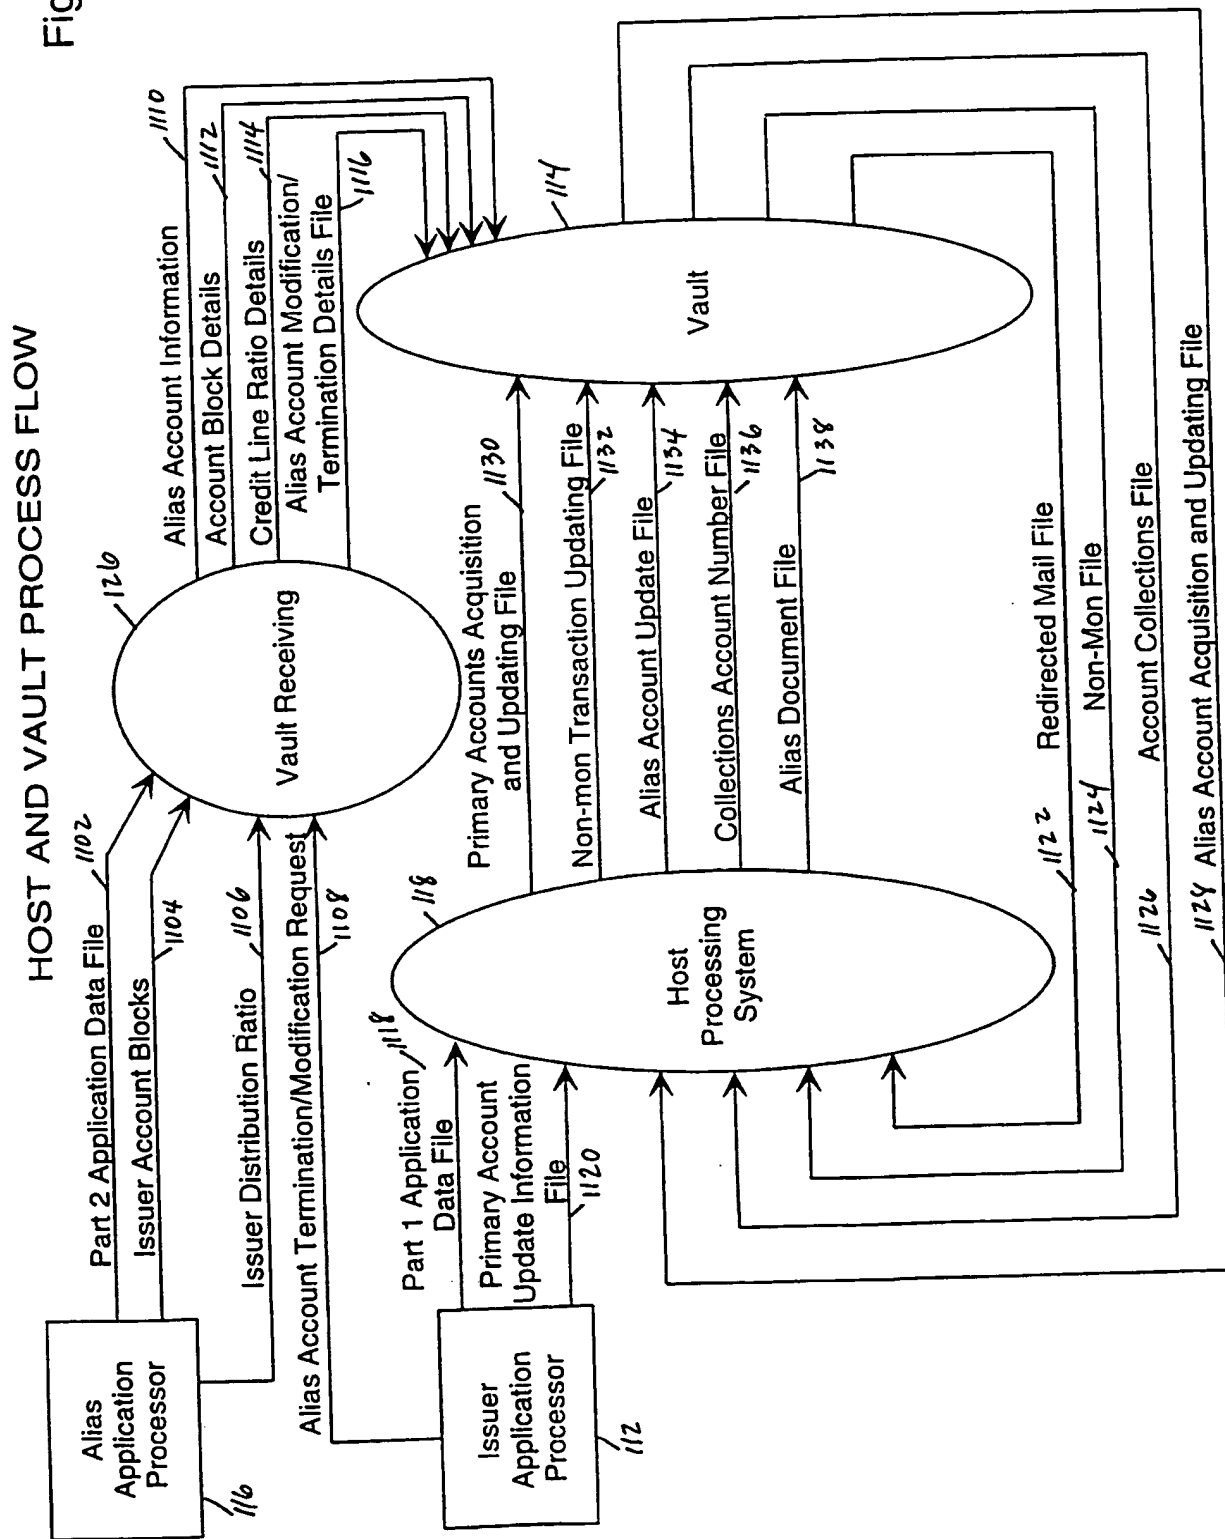 Fig
HOST AND VAULT PROCESS FLOW
Alias
Application
Processor
116
Part 2 Application Data File
1102
Issuer Account Blocks
1104
Issuer Distribution Ratio
1106
Alias Account Termination/Modification Request
1108
Vault Receiving
126
Alias Account Information
1110
Account Block Details
1112
Credit Line Ratio Details
1114
Alias Account Modification/
Termination Details File
1116
Issuer
Application
Processor
112
Part 1 Application
Data File
1118
Primary Account
Update Information
File
1120
Host
Processing
System
118
Primary Accounts Acquisition
and Updating File
1130
Non-mon Transaction Updating File
1132
Alias Account Update File
1134
Collections Account Number File
1136
Alias Document File
1138
Vault
114
1122
Redirected Mail File
1124
Non-Mon File
1126
Account Collections File
1128
Alias Account Acquisition and Updating File